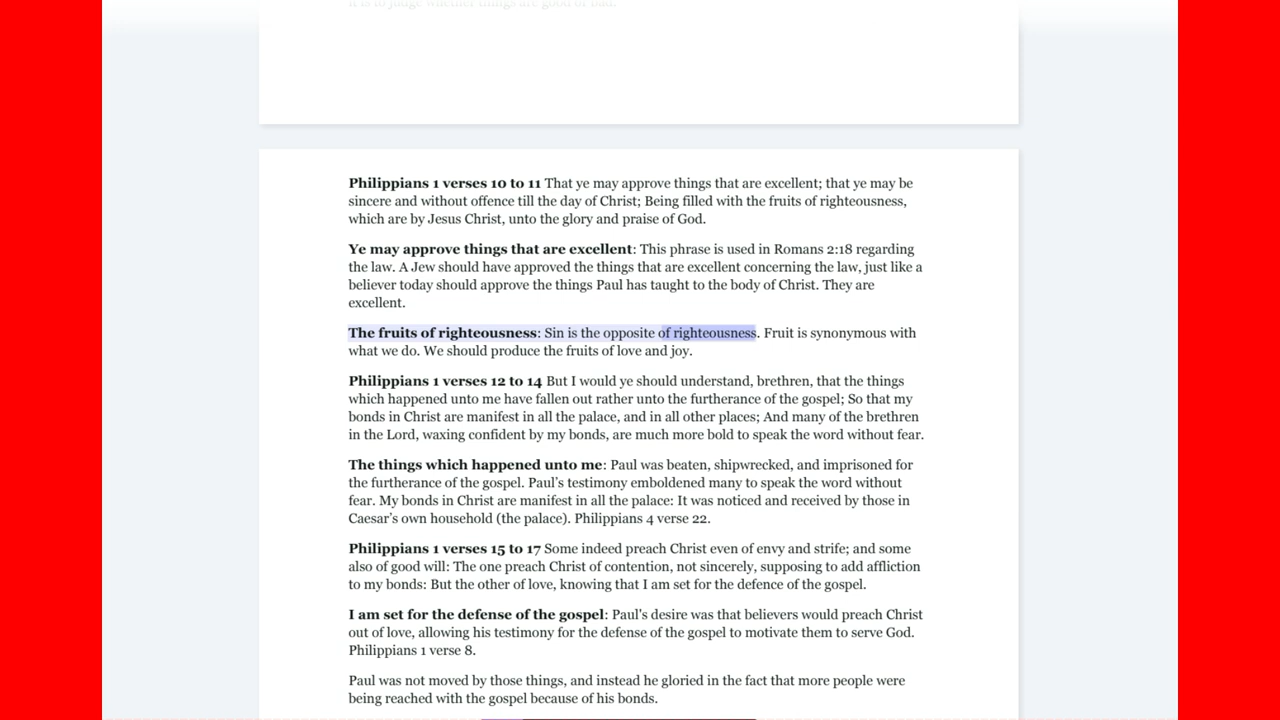 it is to judge whether things are good or bad.
Philippians 1 verses 10 to 11 That ye may approve things that are excellent; that ye may be
sincere and without offence till the day of Christ; Being filled with the fruits of righteousness,
which are by Jesus Christ, unto the glory and praise of God.
Ye may approve things that are excellent: This phrase is used in Romans 2:18 regarding
the law. A Jew should have approved the things that are excellent concerning the law, just like a
believer today should approve the things Paul has taught to the body of Christ. They are
excellent.
The fruits of righteousness: Sin is the opposite of righteousness. Fruit is synonymous with
what we do. We should produce the fruits of love and joy.
Philippians 1 verses 12 to 14 But I would ye should understand, brethren, that the things
which happened unto me have fallen out rather unto the furtherance of the gospel; So that my
bonds in Christ are manifest in all the palace, and in all other places; And many of the brethren
in the Lord, waxing confident by my bonds, are much more bold to speak the word without fear.
The things which happened unto me: Paul was beaten, shipwrecked, and imprisoned for
the furtherance of the gospel. Paul’s testimony emboldened many to speak the word without
fear. My bonds in Christ are manifest in all the palace: It was noticed and received by those in
Caesar’s own household (the palace). Philippians 4 verse 22.
Philippians 1 verses 15 to 17 Some indeed preach Christ even of envy and strife; and some
also of good will: The one preach Christ of contention, not sincerely, supposing to add affliction
to my bonds: But the other of love, knowing that I am set for the defence of the gospel.
I am set for the defense of the gospel: Paul's desire was that believers would preach Christ
out of love, allowing his testimony for the defense of the gospel to motivate them to serve God.
Philippians 1 verse 8.
Paul was not moved by those things, and instead he gloried in the fact that more people were
being reached with the gospel because of his bonds.